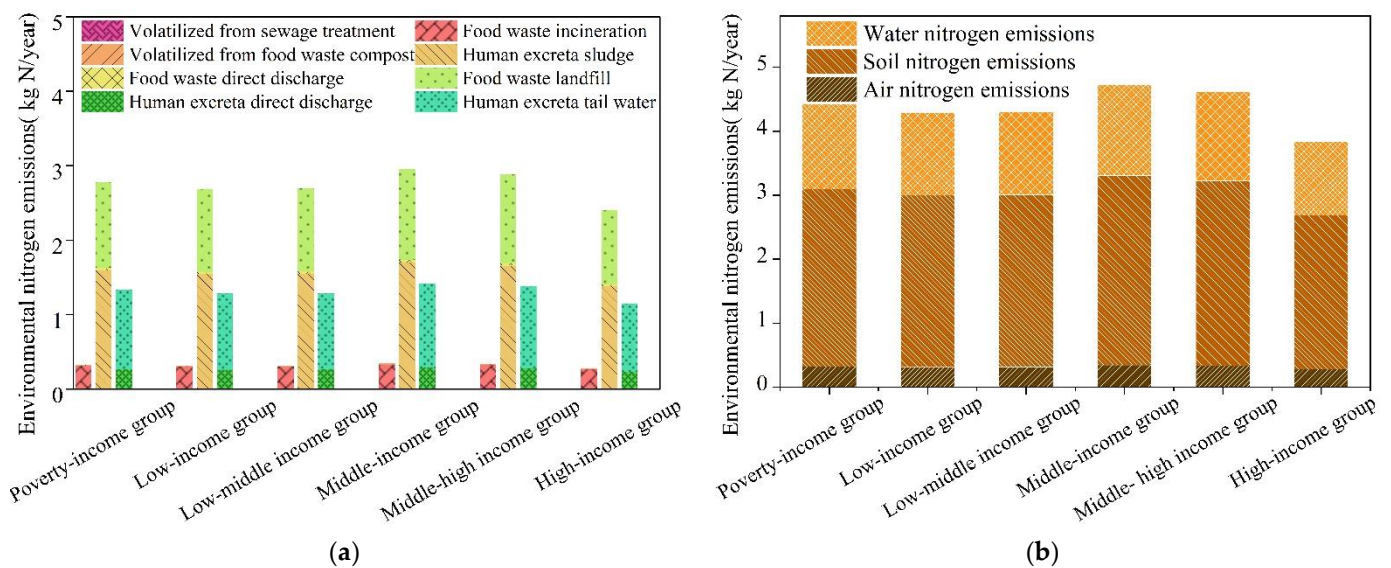 Environmental nitrogen emissions( kg N/year)
5
4
3
2
1
0
Volatilized from sewage treatment
Volatilized from food waste compost
Food waste direct discharge
Human excreta direct discharge
Food waste incineration
Human excreta sludge
Food waste landfill
Human excreta tail water
Poverty-income group
Low-income group
Low-middle income group
Middle-income group
Middle-high income group
High-income group
(a)
Environmental nitrogen emissions( kg N/year)
5
4
3
2
1
0
Water nitrogen emissions
Soil nitrogen emissions
Air nitrogen emissions
Poverty-income group
Low-income group
Low-middle income group
Middle-income group
Middle- high income group
High-income group
(b)